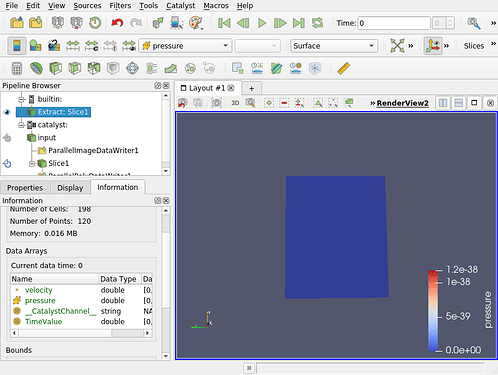 File Edit View Sources Filters Tools Catalyst Macros Help
Time: 0 0
pressure Surface Slices
Pipeline Browser
builtin:
Extract: Slice1
catalyst:
input
ParallelImageDataWriter1
Slice1
ParallelPolyDataWriter1
Properties Display Information
Information
Number of Cells: 198
Number of Points: 120
Memory: 0.016 MB
Data Arrays
Current data time: 0
Name Data Type Da
velocity double [0,
pressure double [0,
__CatalystChannel__ string NA
TimeValue double [0,
Bounds
Layout #1 +
3D » RenderView2
1.2e-38
1e-38
5e-39
0.0e+00
pressure